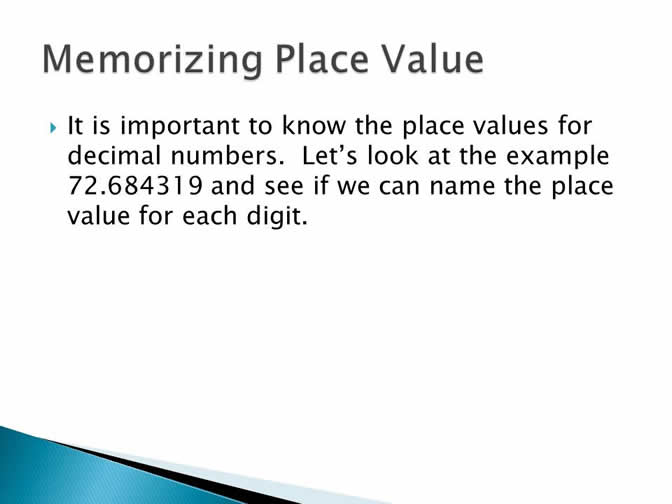 Memorizing Place Value
It is important to know the place values for
decimal numbers.  Let's look at the example
72.684319 and see if we can name the place
value for each digit.